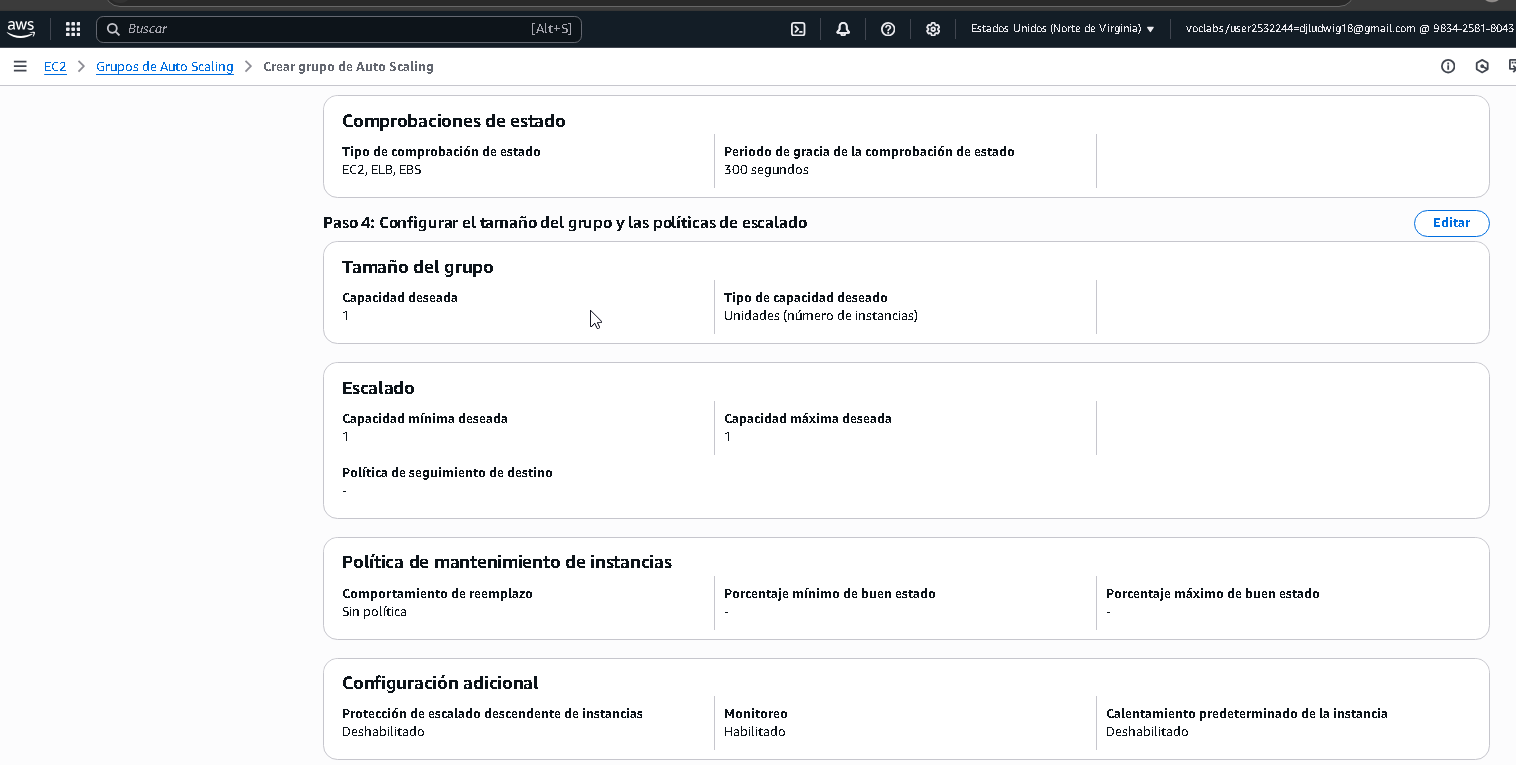 aws
Buscar [Alt+S] Estados Unidos (Norte de Virginia) ▼ voclabs/user2532244=djludwig18@gmail.com @ 9834-2581-8043
EC2 > Grupos de Auto Scaling > Crear grupo de Auto Scaling
Comprobaciones de estado
Tipo de comprobación de estado Periodo de gracia de la comprobación de estado
EC2, ELB, EBS 300 segundos
Paso 4: Configurar el tamaño del grupo y las políticas de escalado Editar
Tamaño del grupo
Capacidad deseada Tipo de capacidad deseado
1 Unidades (número de instancias)
Escalado
Capacidad mínima deseada Capacidad máxima deseada
1 1
Política de seguimiento de destino
-
Política de mantenimiento de instancias
Comportamiento de reemplazo Porcentaje mínimo de buen estado Porcentaje máximo de buen estado
Sin política - -
Configuración adicional
Protección de escalado descendente de instancias Monitoreo Calentamiento predeterminado de la instancia
Deshabilitado Habilitado Deshabilitado